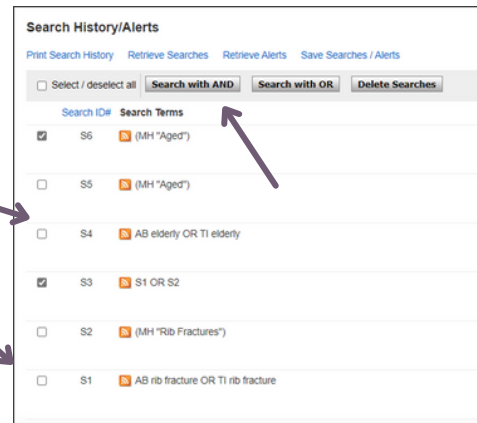 Search History/Alerts
Print Search History Retrieve Searches Retrieve Alerts Save Searches / Alerts
Select / deselect all Search with AND Search with OR Delete Searches
Search ID# Search Terms
S6 (MH "Aged")
S5 (MH "Aged")
S4 AB elderly OR TI elderly
S3 S1 OR S2
S2 (MH "Rib Fractures")
S1 AB rib fracture OR TI rib fracture